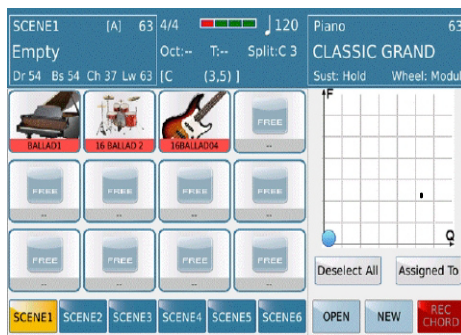 SCENE1 [A] 63
Empty
Dr 54 Bs 54 Ch 37 Lw 63
4/4 120
Oct:-- T:-- Split:C 3
[C (3,5) ]
Piano 63
CLASSIC GRAND
Sust: Hold Wheel: Modul
BALLAD1
16 BALLAD 2
16BALLAD04
FREE
--
FREE
--
FREE
--
FREE
--
FREE
--
FREE
--
FREE
--
FREE
--
FREE
--
F
Q
Deselect All Assigned To
SCENE1 SCENE2 SCENE3 SCENE4 SCENE5 SCENE6
OPEN NEW REC CHORD